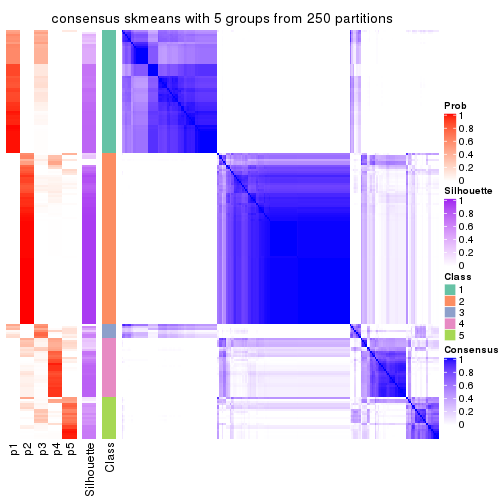 consensus skmeans with 5 groups from 250 partitions
Prob
1
0.8
0.6
0.4
0.2
0
Silhouette
1
0.8
0.6
0.4
0.2
0
Class
1
2
3
4
5
Consensus
1
0.8
0.6
0.4
0.2
0
p1
p2
p3
p4
p5
Silhouette
Class